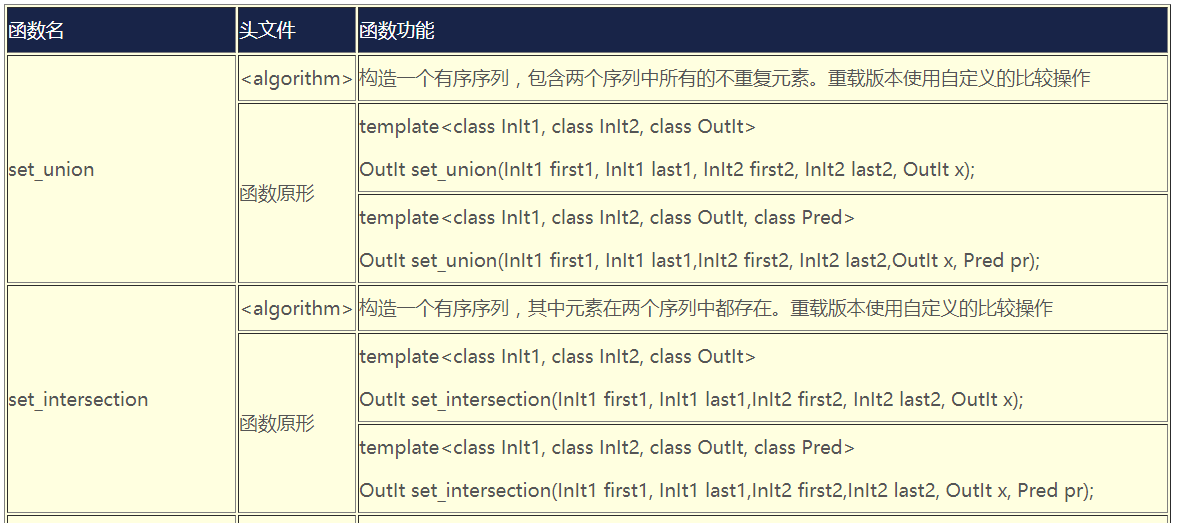 函数名 头文件 函数功能
set_union
<algorithm> 构造一个有序序列，包含两个序列中所有的不重复元素。重载版本使用自定义的比较操作
函数原形
template<class InIt1, class InIt2, class OutIt>
OutIt set_union(InIt1 first1, InIt1 last1, InIt2 first2, InIt2 last2, OutIt x);
template<class InIt1, class InIt2, class OutIt, class Pred>
OutIt set_union(InIt1 first1, InIt1 last1,InIt2 first2, InIt2 last2,OutIt x, Pred pr);
set_intersection
<algorithm> 构造一个有序序列，其中元素在两个序列中都存在。重载版本使用自定义的比较操作
函数原形
template<class InIt1, class InIt2, class OutIt>
OutIt set_intersection(InIt1 first1, InIt1 last1,InIt2 first2, InIt2 last2, OutIt x);
template<class InIt1, class InIt2, class OutIt, class Pred>
OutIt set_intersection(InIt1 first1, InIt1 last1,InIt2 first2,InIt2 last2, OutIt x, Pred pr);